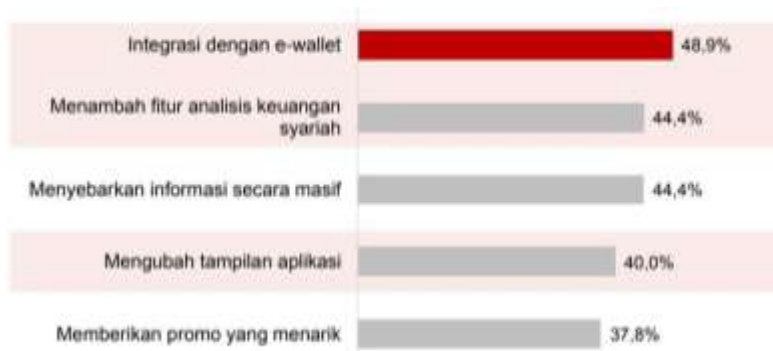 Integrasi dengan e-wallet
48,9%
Menambah fitur analisis keuangan
syariah
44,4%
Menyebarkan informasi secara masif
44,4%
Mengubah tampilan aplikasi
40,0%
Memberikan promo yang menarik
37,8%